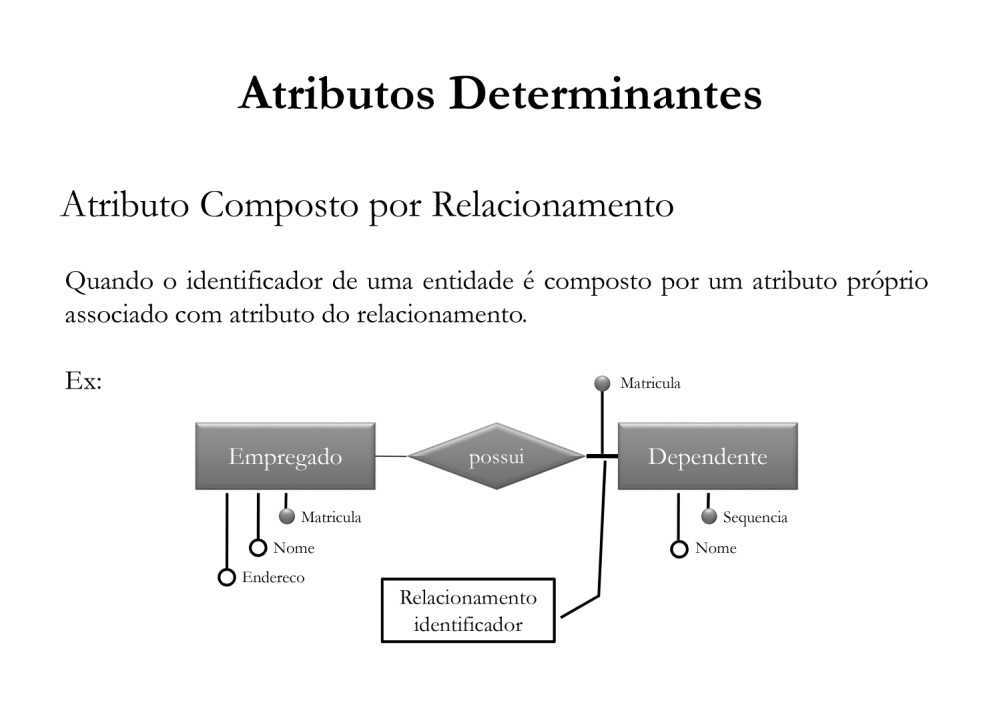 Atributos Determinantes
Atributo Composto por Relacionamento
Quando o identificador de uma entidade é composto por um atributo próprio
associado com atributo do relacionamento.
Ex:
Matricula
Empregado
possui
Dependente
Matricula
Sequencia
Nome
Nome
Endereco
Relacionamento
identificador